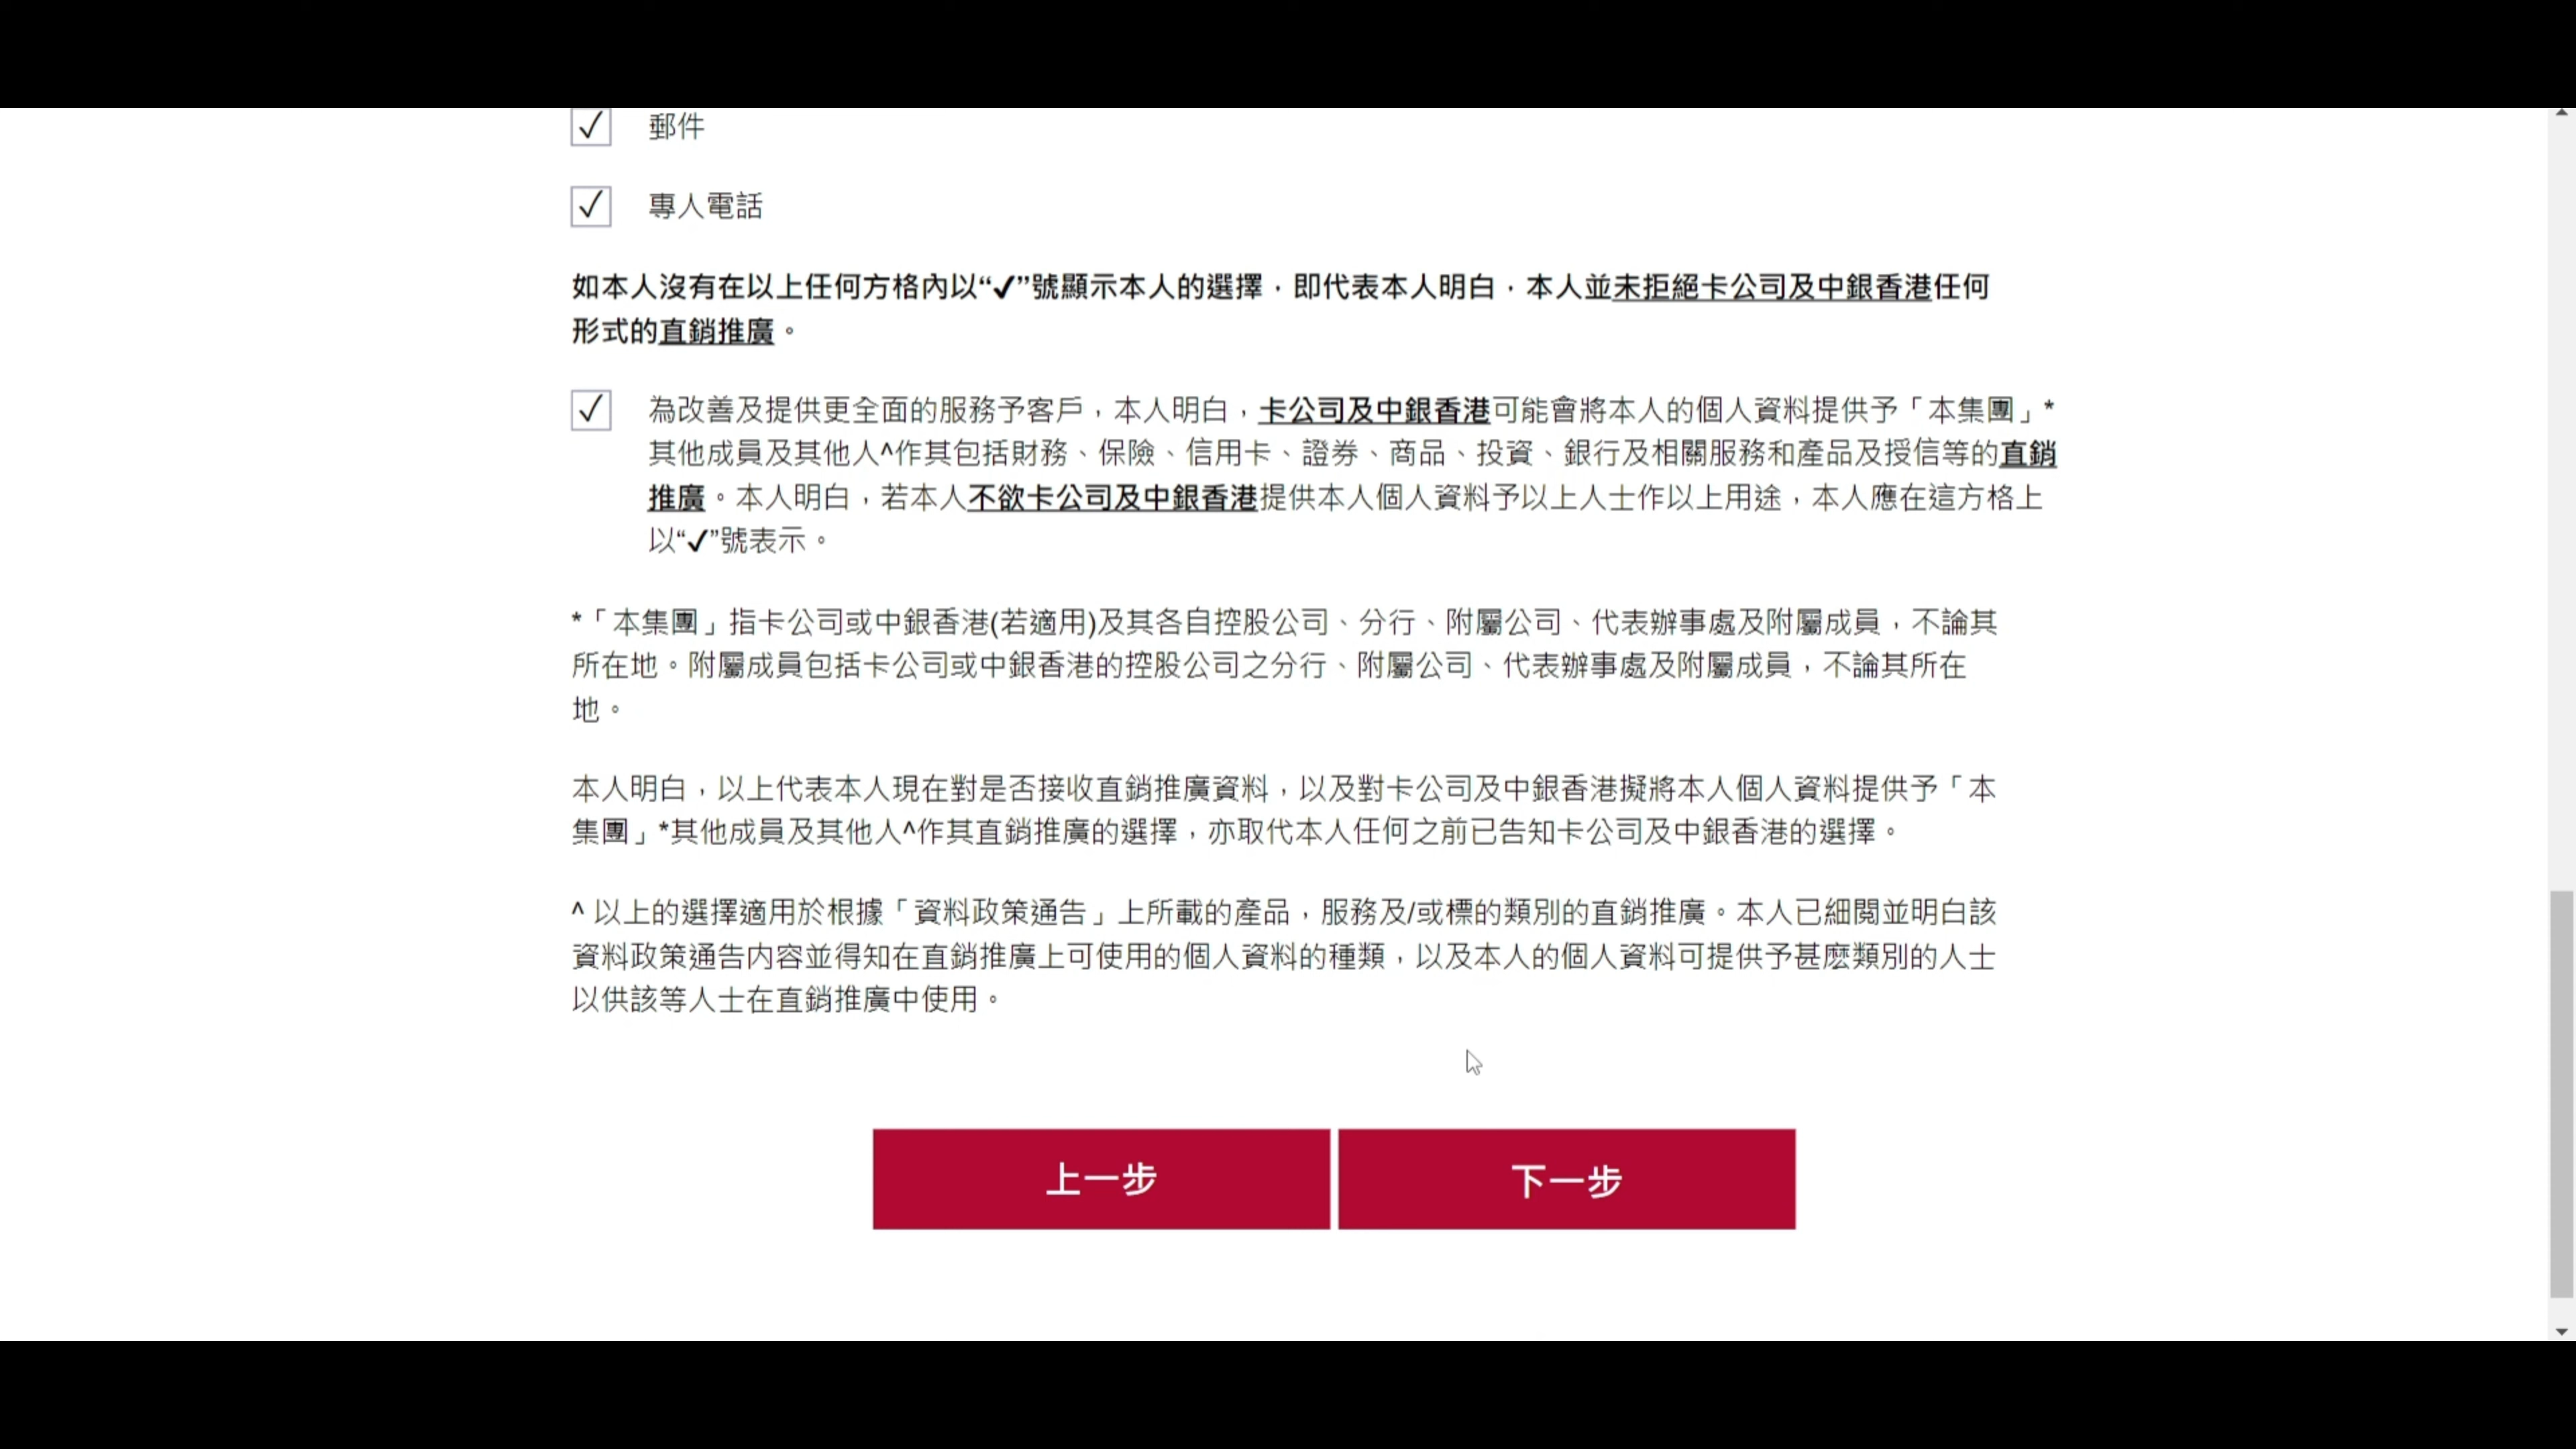 郵件
專人電話
如本人沒有在以上任何方格內以“✓”號顯示本人的選擇，即代表本人明白，本人並未拒絕卡公司及中銀香港任何
形式的直銷推廣。
為改善及提供更全面的服務予客戶，本人明白，卡公司及中銀香港可能會將本人的個人資料提供予「本集團」*
其他成員及其他人^作其包括財務、保險、信用卡、證券、商品、投資、銀行及相關服務和產品及授信等的直銷
推廣。本人明白，若本人不欲卡公司及中銀香港提供本人個人資料予以上人士作以上用途，本人應在這方格上
以“✓”號表示。
*「本集團」指卡公司或中銀香港(若適用)及其各自控股公司、分行、附屬公司、代表辦事處及附屬成員，不論其
所在地。附屬成員包括卡公司或中銀香港的控股公司之分行、附屬公司、代表辦事處及附屬成員，不論其所在
地。
本人明白，以上代表本人現在對是否接收直銷推廣資料，以及對卡公司及中銀香港擬將本人個人資料提供予「本
集團」*其他成員及其他人^作其直銷推廣的選擇，亦取代本人任何之前已告知卡公司及中銀香港的選擇。
^ 以上的選擇適用於根據「資料政策通告」上所載的產品，服務及/或標的類別的直銷推廣。本人已細閱並明白該
資料政策通告內容並得知在直銷推廣上可使用的個人資料的種類，以及本人的個人資料可提供予甚麼類別的人士
以供該等人士在直銷推廣中使用。
上一步
下一步